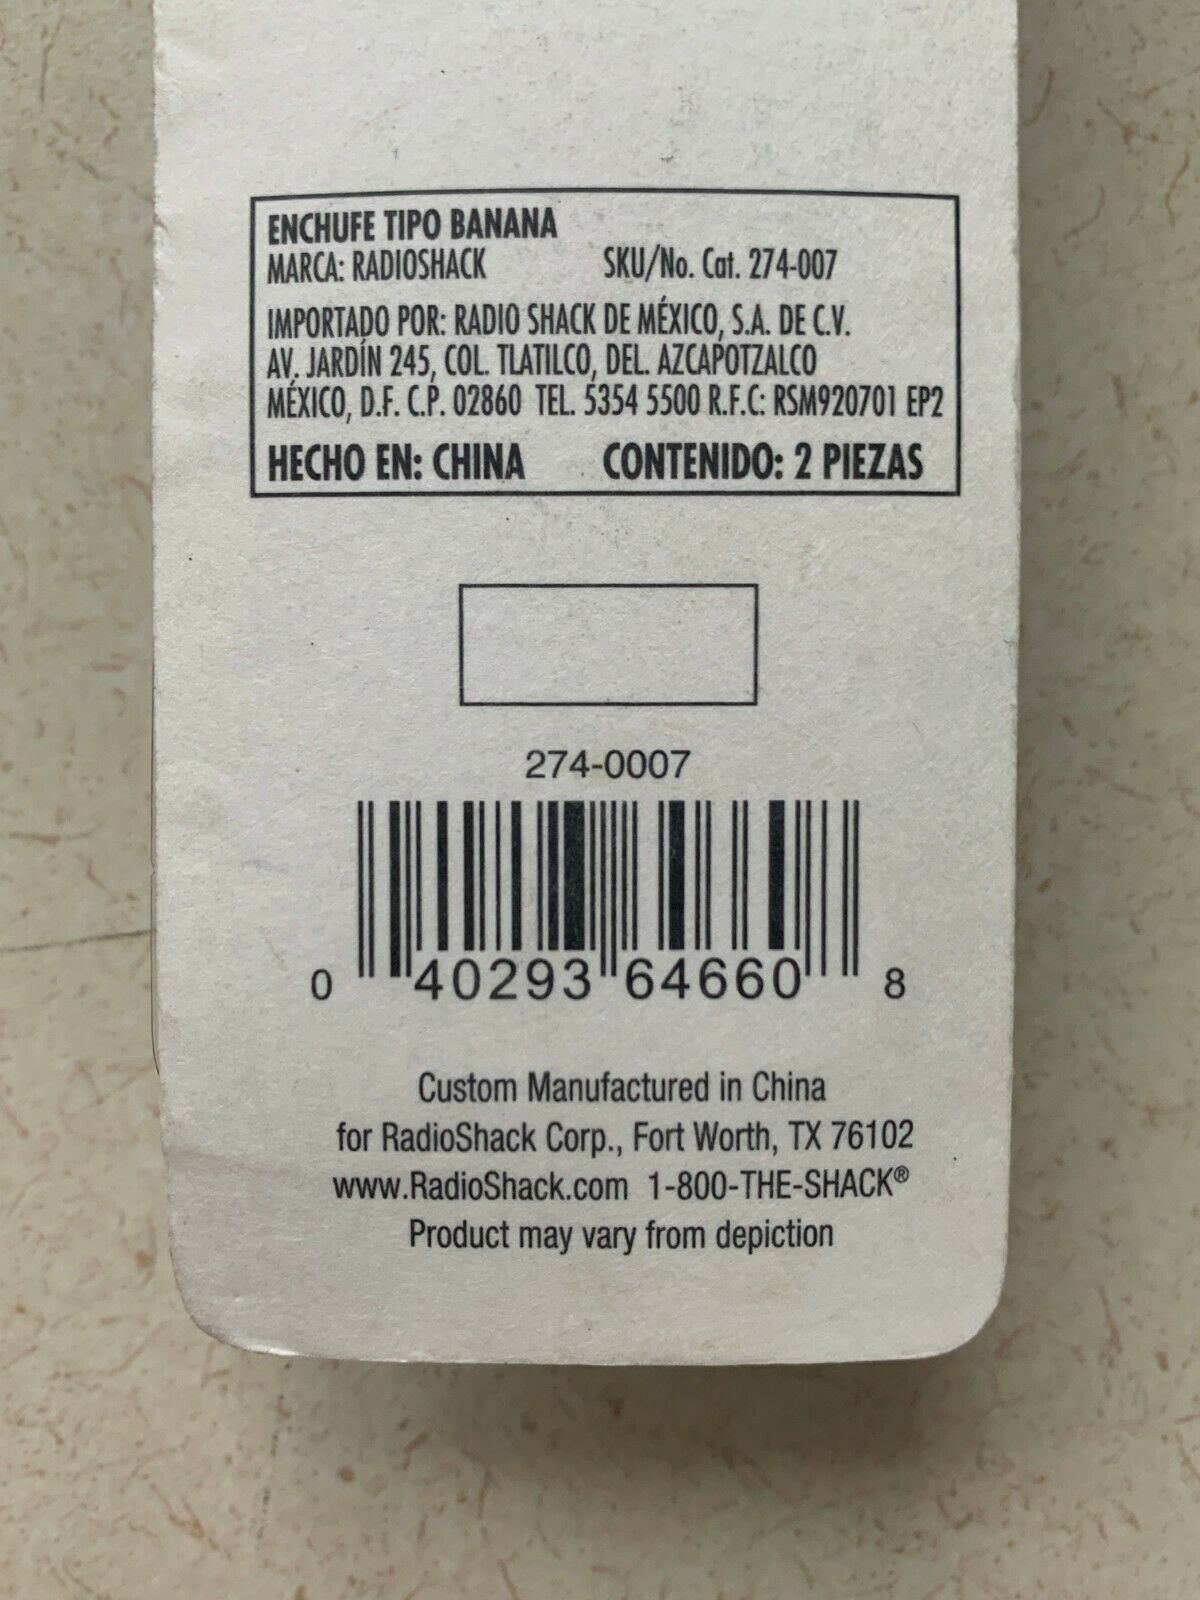 ENCHUFE TIPO BANANA
MARCA: RADIOSHACK SKU/No. Cat. 274-007
IMPORTADO POR: RADIO SHACK DE MÉXICO, S.A. DE C.V.
AV. JARDÍN 245, COL. TLATILCO, DEL. AZCAPOTZALCO
MÉXICO, D.F. C.P. 02860 TEL. 5354 5500 R.F.C: RSM920701 EP2
HECHO EN: CHINA CONTENIDO: 2 PIEZAS
274-0007
0 40293 64660 8
Custom Manufactured in China
for RadioShack Corp., Fort Worth, TX 76102
www.RadioShack.com 1-800-THE-SHACK®
Product may vary from depiction